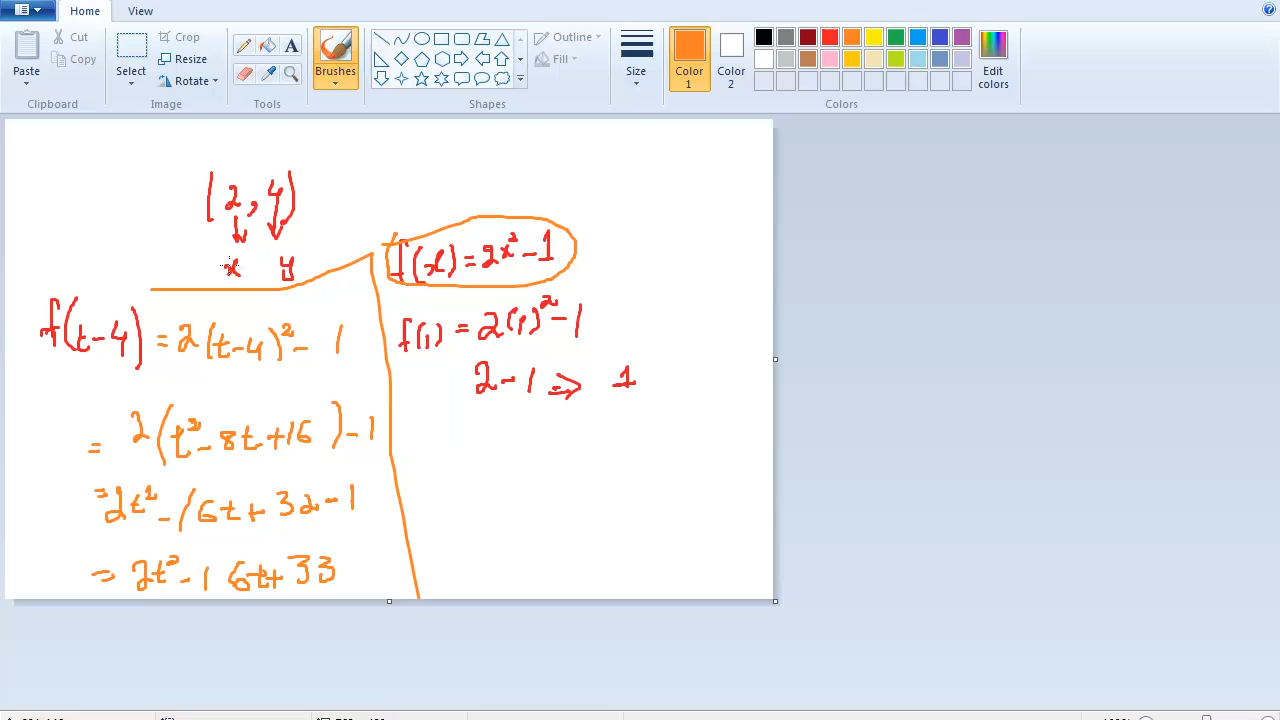 Home View
Cut
Copy
Paste
Clipboard
Select
Crop
Resize
Rotate
Image
A
Tools
Brushes
Outline
Fill
Shapes
Size
Color 1
Color 2
Edit colors
Colors
(2, 4)
x y
f(x) = 2x² - 1
f(1) = 2(1)² - 1
2 - 1 ⇒ 1
f(t-4) = 2(t-4)² - 1
= 2(t² - 8t + 16) - 1
= 2t² - 16t + 32 - 1
= 2t² - 16t + 33